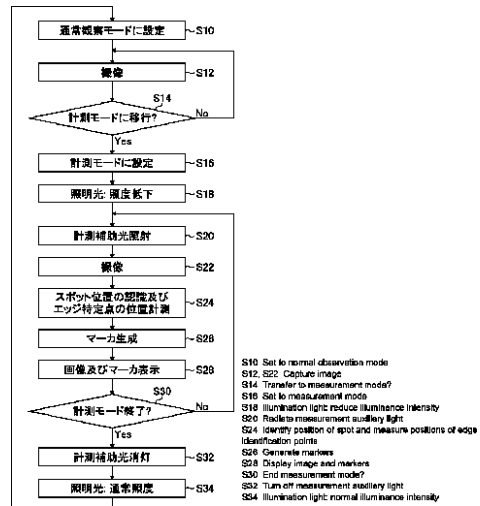 通常観察モードに設定 ~S10
撮像 ~S12
S14
計測モードに移行? No
Yes
計測モードに設定 ~S16
照明光: 照度低下 ~S18
計測補助光照射 ~S20
撮像 ~S22
スポット位置の認識及び
エッジ特定点の位置計測 ~S24
マーカ生成 ~S26
画像及びマーカ表示 ~S28
S30
計測モード終了? No
Yes
計測補助光消灯 ~S32
照明光: 通常照度 ~S34
S10 Set to normal observation mode
S12, S22 Capture image
S14 Transfer to measurement mode?
S16 Set to measurement mode
S18 Illumination light: reduce illuminance intensity
S20 Radiate measurement auxiliary light
S24 Identify position of spot and measure positions of edge
identification points
S26 Generate markers
S28 Display image and markers
S30 End measurement mode?
S32 Turn off measurement auxiliary light
S34 Illumination light: normal illuminance intensity